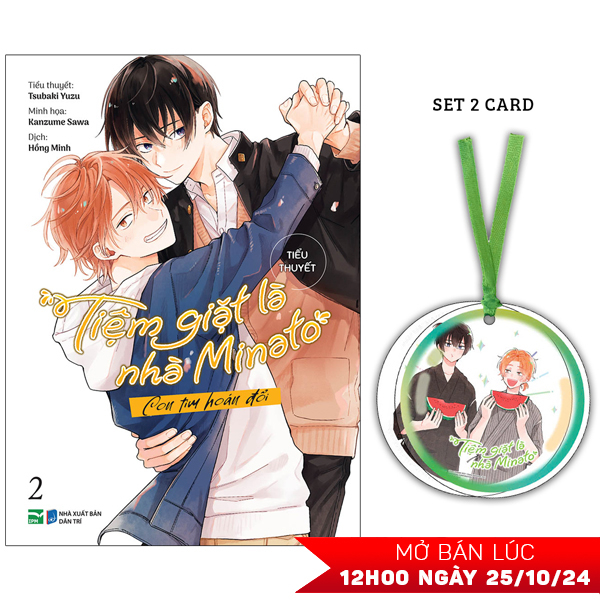 Tiểu thuyết:
Tsubaki Yuzu
Minh họa:
Kanzume Sawa
Dịch:
Hồng Minh
TIỂU
THUYẾT
Tiệm giặt là
nhà Minato
Con tim hoán đổi
2
IPM
NHÀ XUẤT BẢN
DÂN TRÍ
SET 2 CARD
Tiệm giặt là
nhà Minato
MỞ BÁN LÚC
12H00 NGÀY 25/10/24